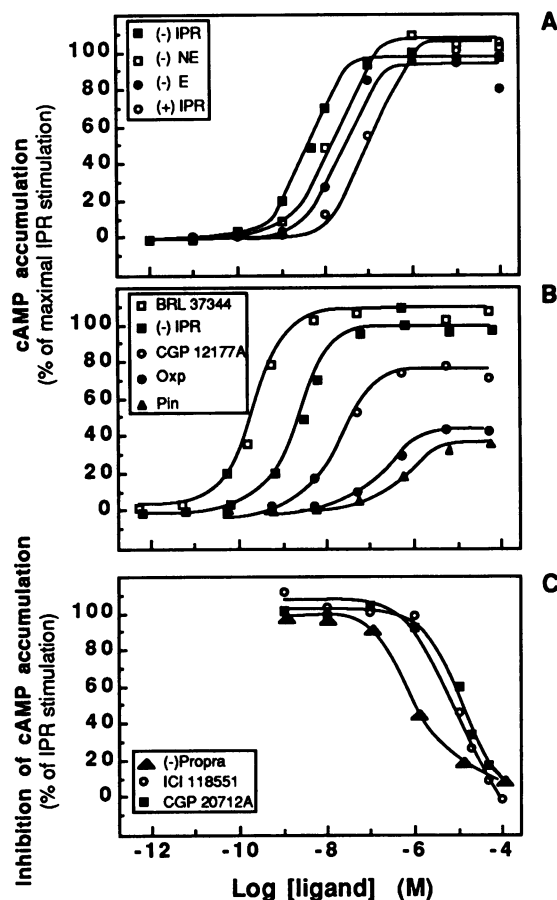 A
100
80
60
40
20
0
(-) IPR
(-) NE
(-) E
(+) IPR
cAMP accumulation
(% of maximal IPR stimulation)
B
100
80
60
40
20
0
BRL 37344
(-) IPR
CGP 12177A
Oxp
Pin
C
100
80
60
40
20
0
(-)Propra
ICI 118551
CGP 20712A
Inhibition of cAMP accumulation
(% of IPR stimulation)
-12 -10 -8 -6 -4
Log [ligand] (M)